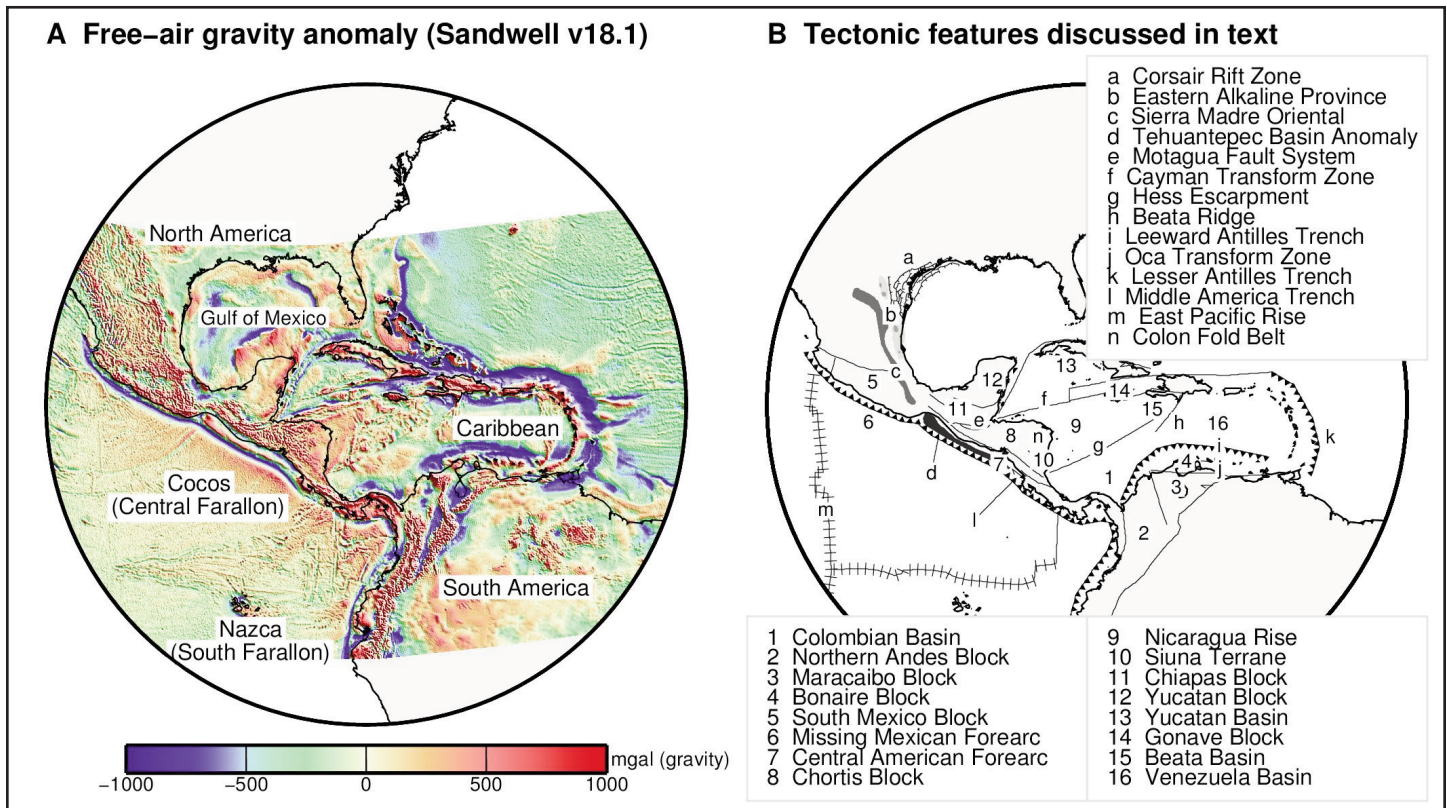 A Free−air gravity anomaly (Sandwell v18.1)
North America
Gulf of Mexico
Caribbean
Cocos
(Central Farallon)
South America
Nazca
(South Farallon)
mgal (gravity)
−1000 −500 0 500 1000
B Tectonic features discussed in text
a Corsair Rift Zone
b Eastern Alkaline Province
c Sierra Madre Oriental
d Tehuantepec Basin Anomaly
e Motagua Fault System
f Cayman Transform Zone
g Hess Escarpment
h Beata Ridge
i Leeward Antilles Trench
j Oca Transform Zone
k Lesser Antilles Trench
l Middle America Trench
m East Pacific Rise
n Colon Fold Belt
a
b
13
c
5
12
14
f
11
15
6
e
9
h
16
8
n
k
g
10
i
d
7
4
j
1
3
m
l
2
1 Colombian Basin
2 Northern Andes Block
3 Maracaibo Block
4 Bonaire Block
5 South Mexico Block
6 Missing Mexican Forearc
7 Central American Forearc
8 Chortis Block
9 Nicaragua Rise
10 Siuna Terrane
11 Chiapas Block
12 Yucatan Block
13 Yucatan Basin
14 Gonave Block
15 Beata Basin
16 Venezuela Basin